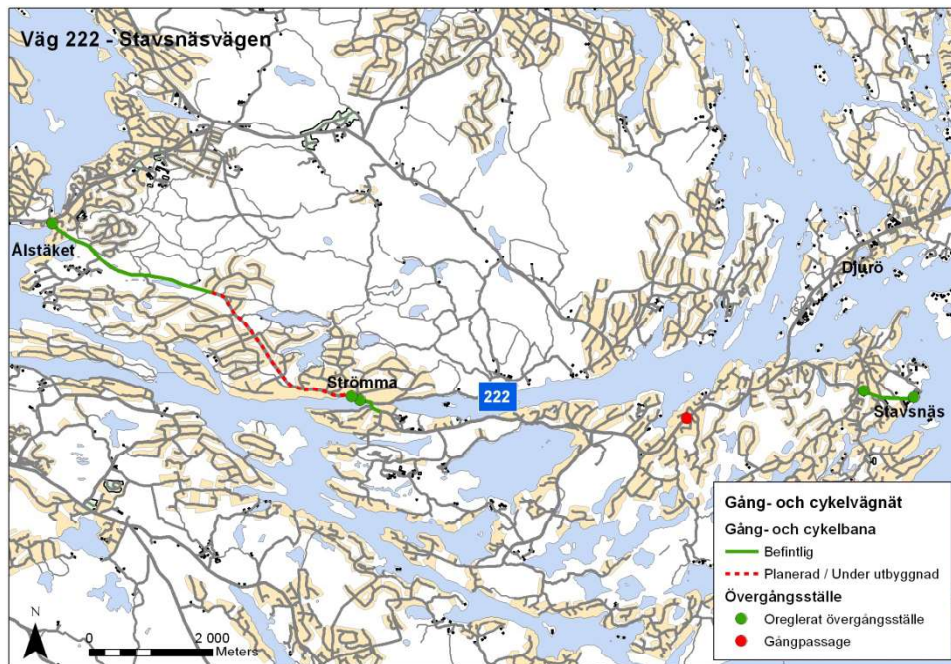 Väg 222 - Stavsnäsvägen
Ålstäket
Djurö
Strömma
222
Stavsnäs
Gång- och cykelvägnät
Gång- och cykelbana
Befintlig
Planerad / Under utbyggnad
Övergångsställe
Oreglerat övergångsställe
Gångpassage
N
0 2 000
Meters